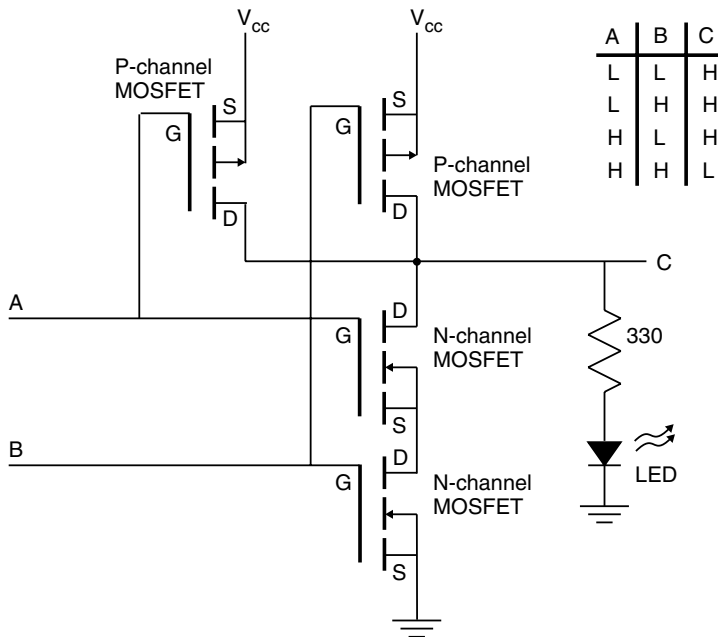 Vcc
Vcc
A B C
L L H
L H H
H L H
H H L
P-channel
MOSFET
S
G
D
S
G
D
P-channel
MOSFET
C
A
D
G
S
N-channel
MOSFET
330
B
D
G
S
N-channel
MOSFET
LED